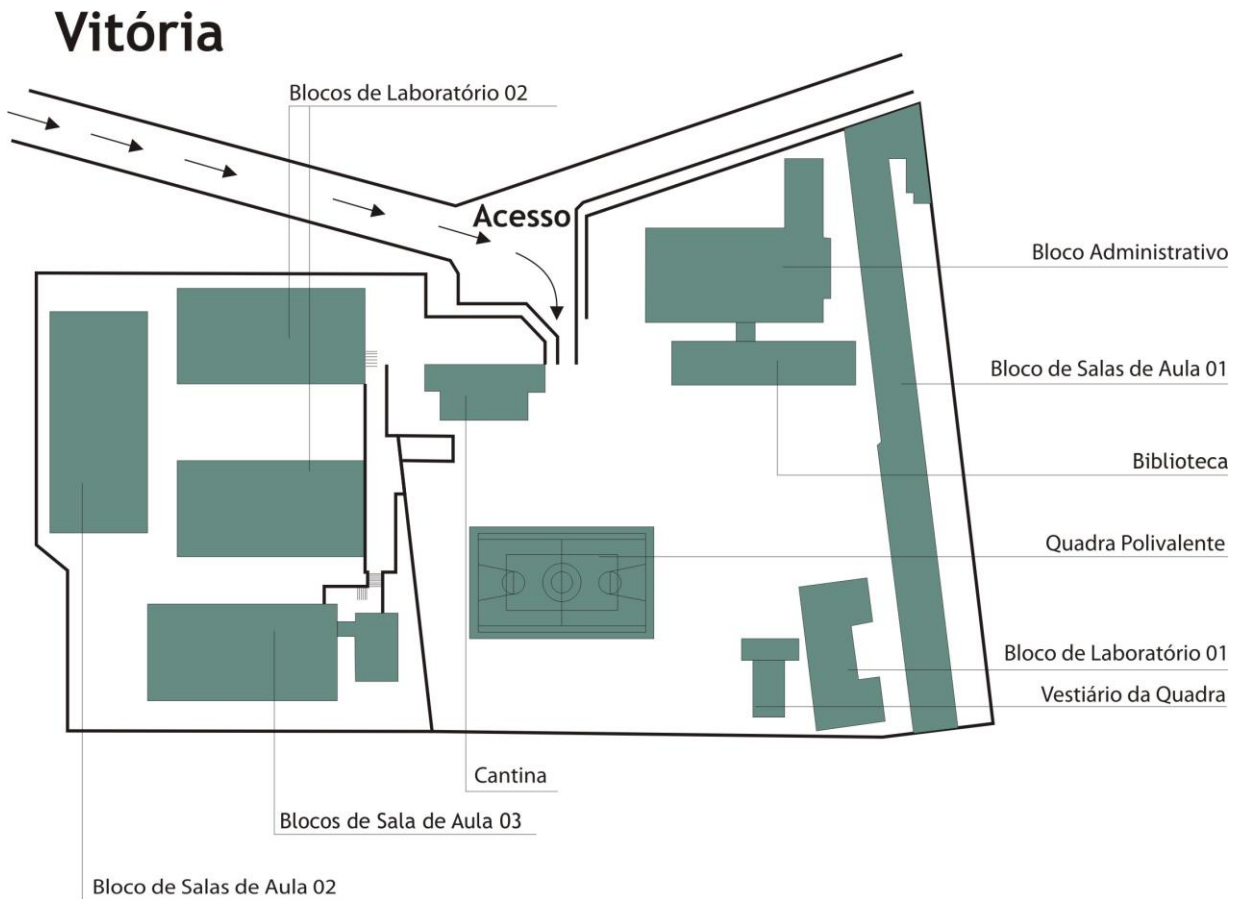 Vitória
Blocos de Laboratório 02
Acesso
Bloco Administrativo
Bloco de Salas de Aula 01
Biblioteca
Quadra Polivalente
Bloco de Laboratório 01
Vestiário da Quadra
Cantina
Blocos de Sala de Aula 03
Bloco de Salas de Aula 02